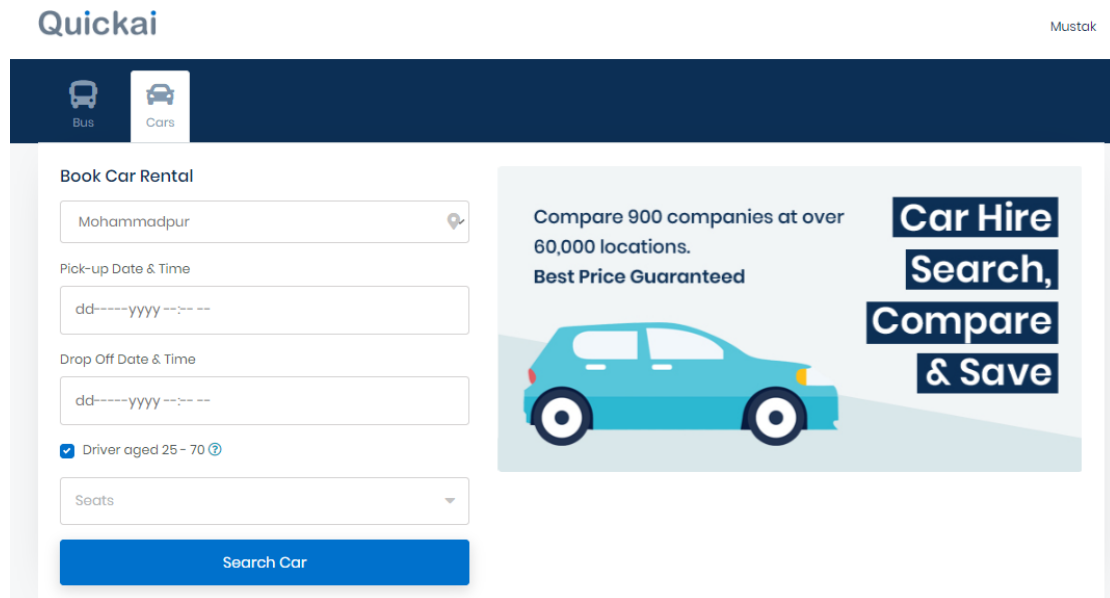 Quickai
Mustak
Bus
Cars
Book Car Rental
Mohammadpur
Pick-up Date & Time
dd-----yyyy --:-- --
Drop Off Date & Time
dd-----yyyy --:-- --
Driver aged 25 - 70 ?
Seats
Search Car
Compare 900 companies at over
60,000 locations.
Best Price Guaranteed
Car Hire
Search,
Compare
& Save